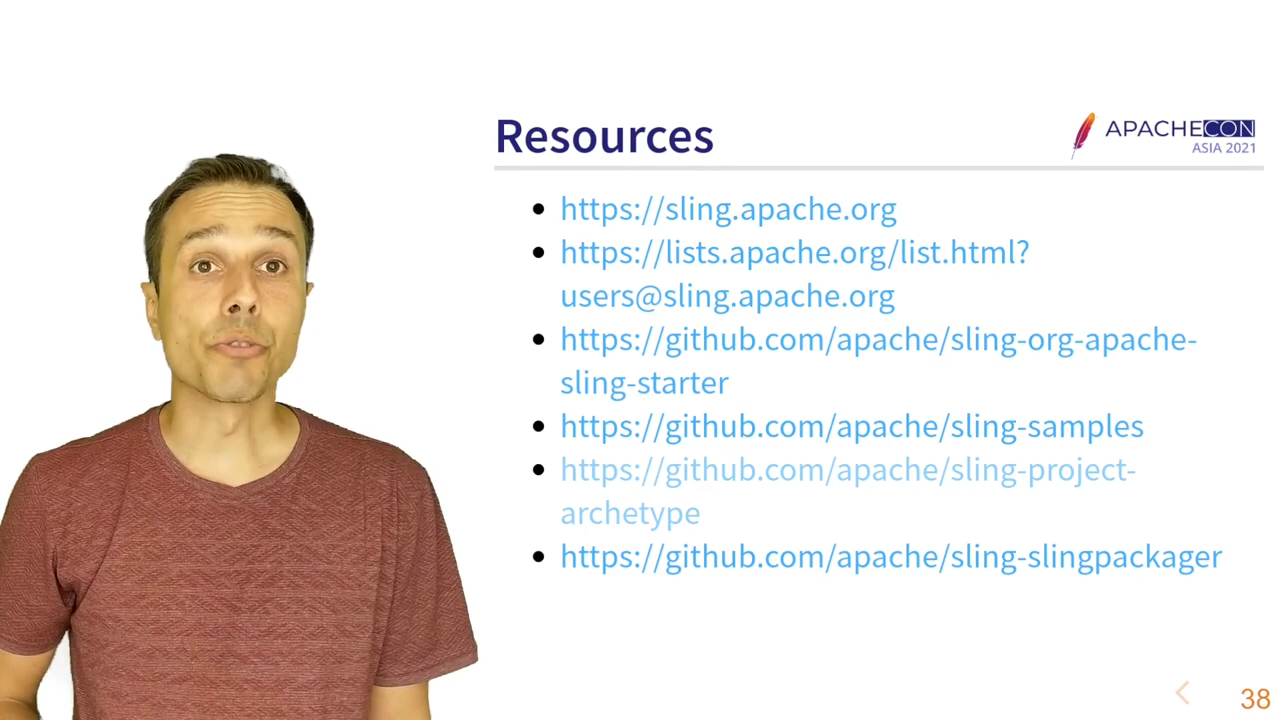 Resources
APACHECON
ASIA 2021
https://sling.apache.org
https://lists.apache.org/list.html?
users@sling.apache.org
https://github.com/apache/sling-org-apache-
sling-starter
https://github.com/apache/sling-samples
https://github.com/apache/sling-project-
archetype
https://github.com/apache/sling-slingpackager
38